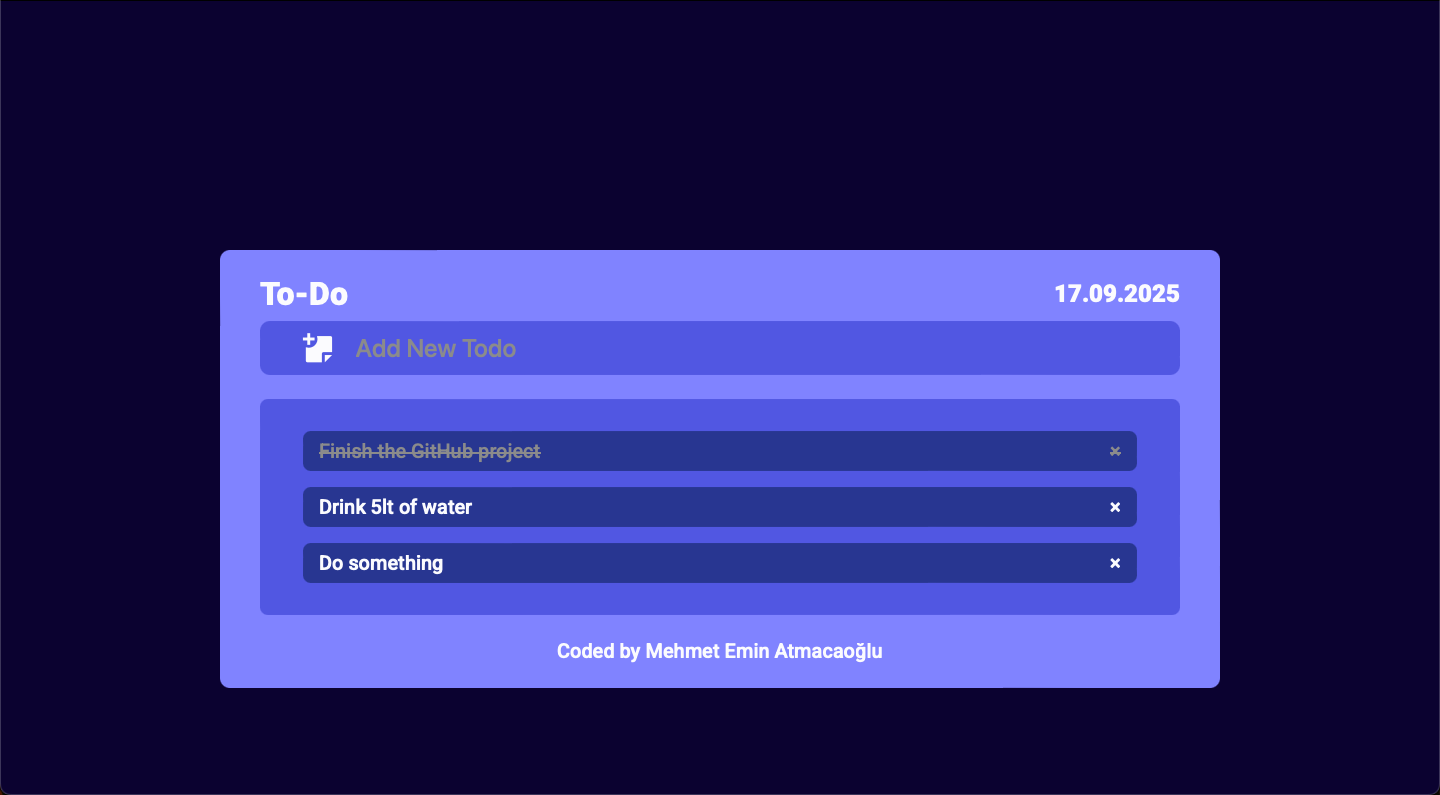 To-Do
17.09.2025
Add New Todo
Finish the GitHub project ×
Drink 5lt of water ×
Do something ×
Coded by Mehmet Emin Atmacaoğlu